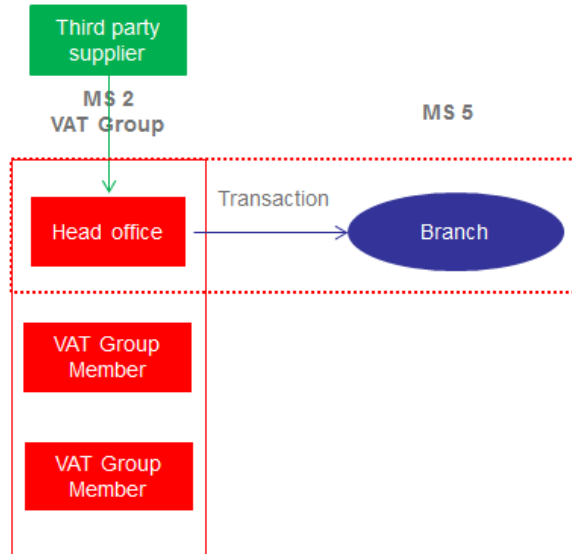 Third party
supplier
MS 2
VAT Group
MS 5
Head office
Transaction
Branch
VAT Group
Member
VAT Group
Member